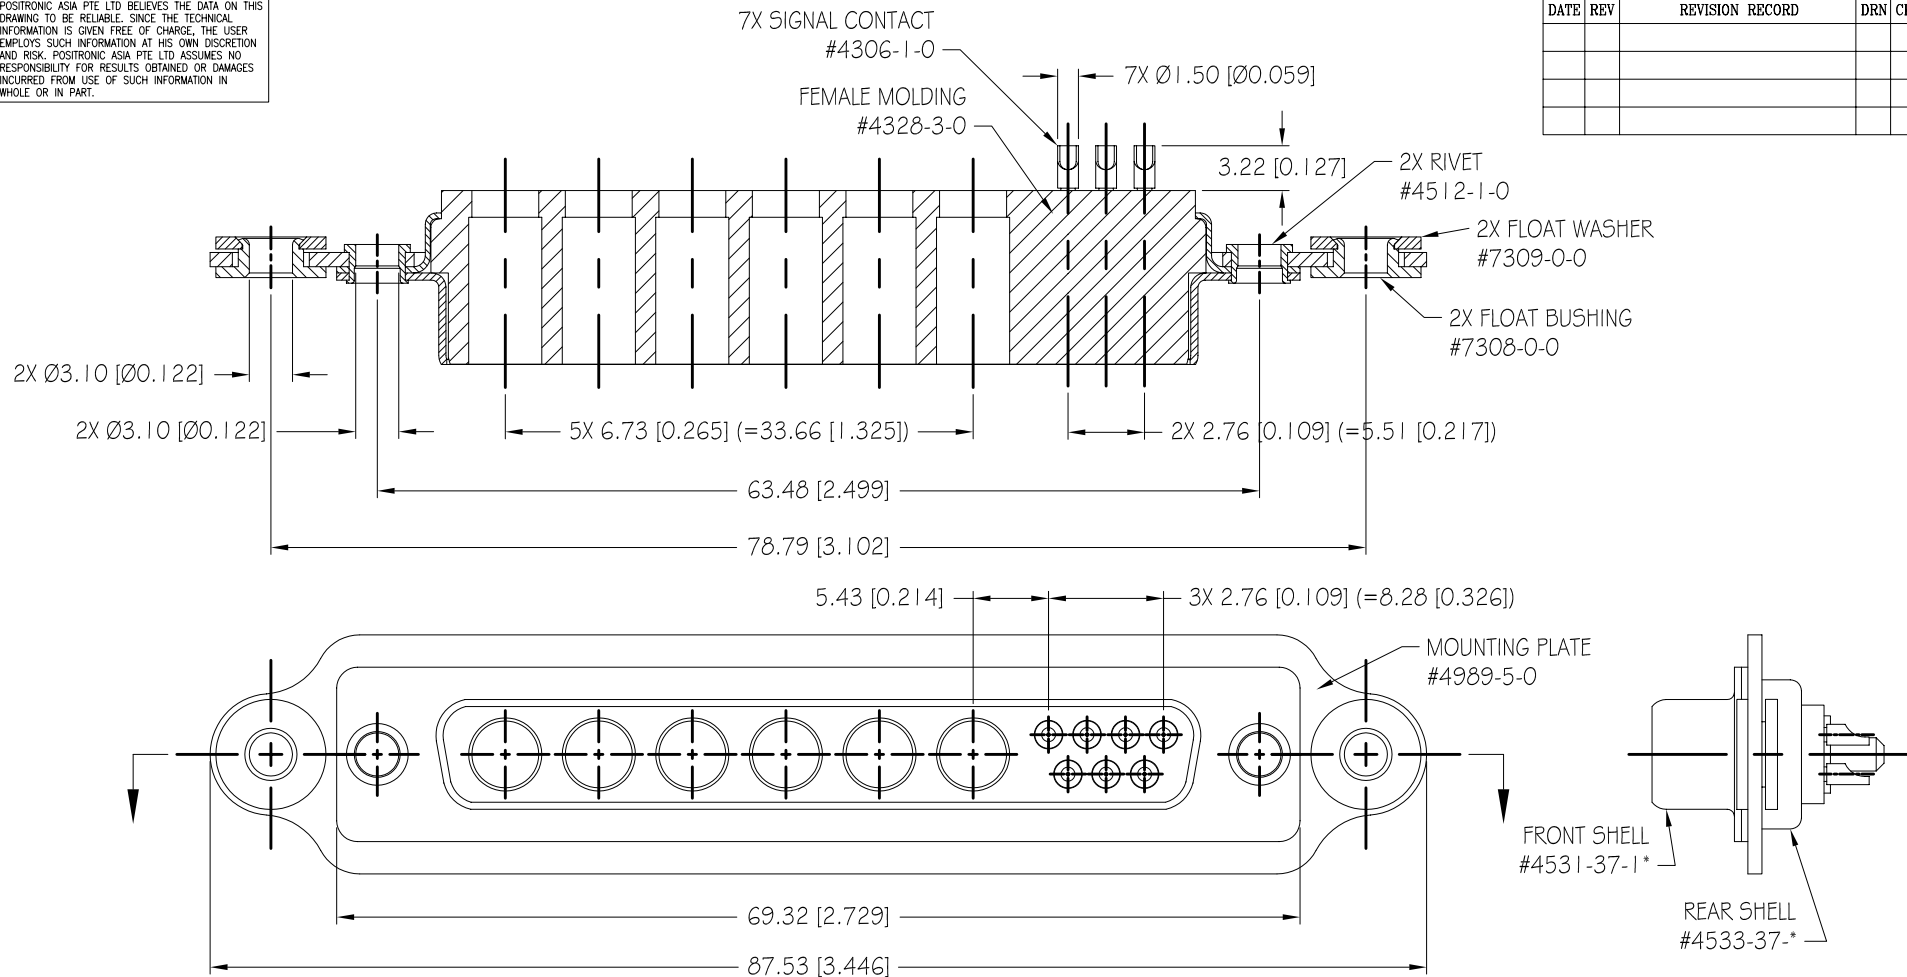 POSITRONIC ASIA PTE LTD BELIEVES THE DATA ON THIS
DRAWING TO BE RELIABLE. SINCE THE TECHNICAL
INFORMATION IS GIVEN FREE OF CHARGE, THE USER
EMPLOYS SUCH INFORMATION AT HIS OWN DISCRETION
AND RISK. POSITRONIC ASIA PTE LTD ASSUMES NO
RESPONSIBILITY FOR RESULTS OBTAINED OR DAMAGES
INCURRED FROM USE OF SUCH INFORMATION IN
WHOLE OR IN PART.
DATE REV REVISION RECORD DRN
7X SIGNAL CONTACT
#4306-1-0
7X Ø1.50 [Ø0.059]
FEMALE MOLDING
#4328-3-0
3.22 [0.127]
2X RIVET
#4512-1-0
2X FLOAT WASHER
#7309-0-0
2X FLOAT BUSHING
#7308-0-0
2X Ø3.10 [Ø0.122]
2X Ø3.10 [Ø0.122]
5X 6.73 [0.265] (=33.66 [1.325])
2X 2.76 [0.109] (=5.51 [0.217])
63.48 [2.499]
78.79 [3.102]
5.43 [0.214]
3X 2.76 [0.109] (=8.28 [0.326])
MOUNTING PLATE
#4989-5-0
FRONT SHELL
#4531-37-1*
REAR SHELL
#4533-37-*
69.32 [2.729]
87.53 [3.446]